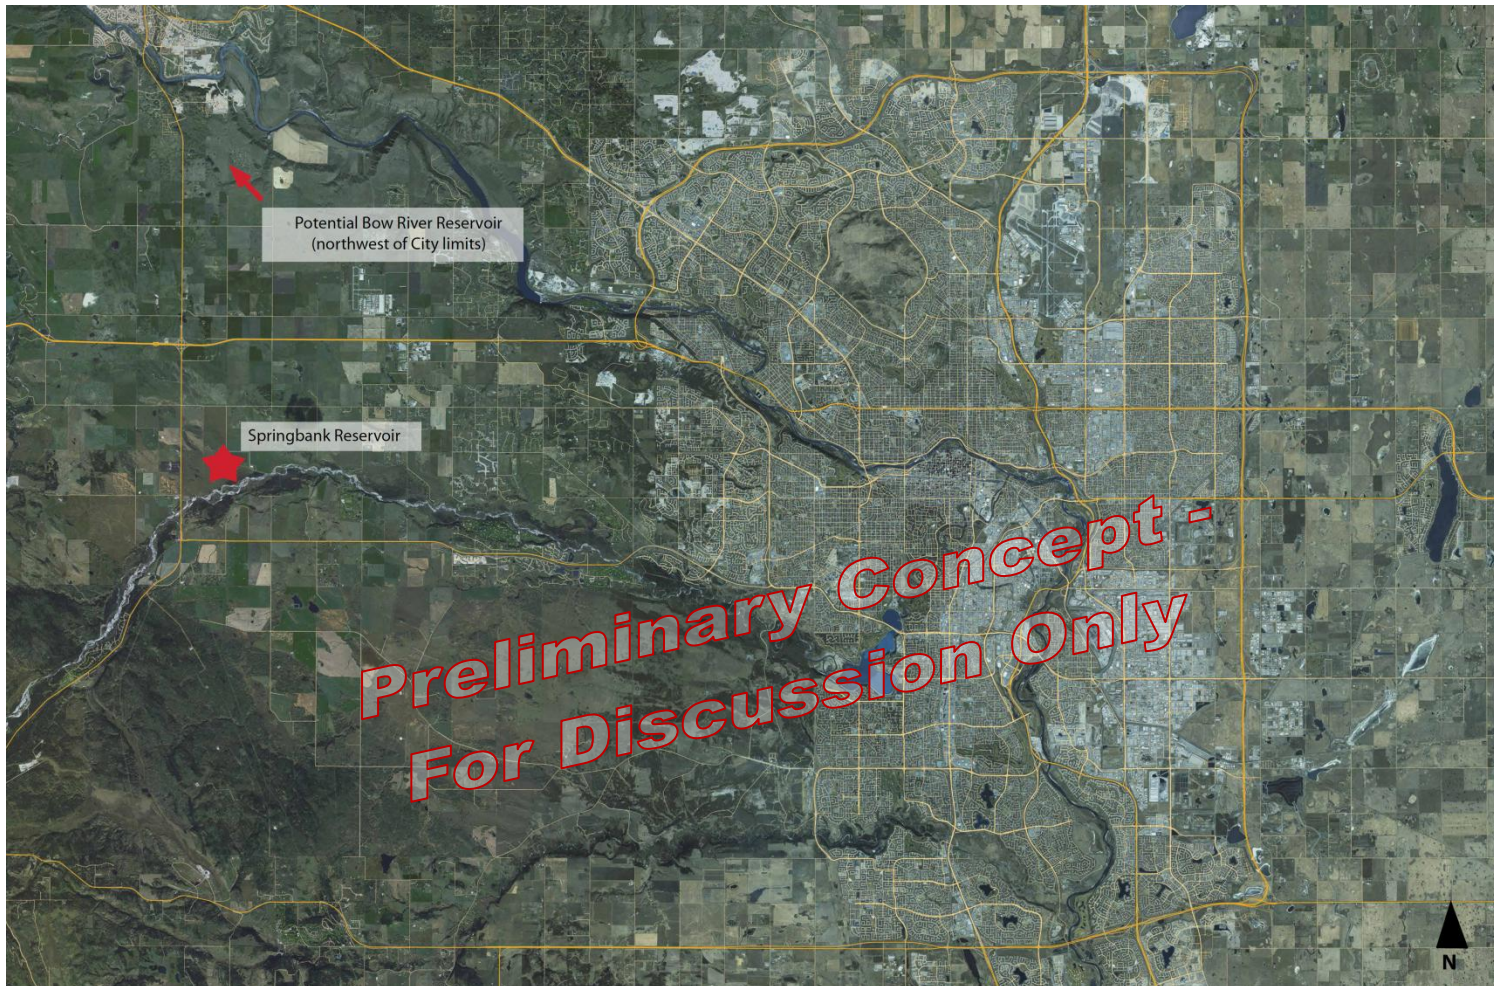 Potential Bow River Reservoir
(northwest of City limits)
Springbank Reservoir
Preliminary Concept -
For Discussion Only
N